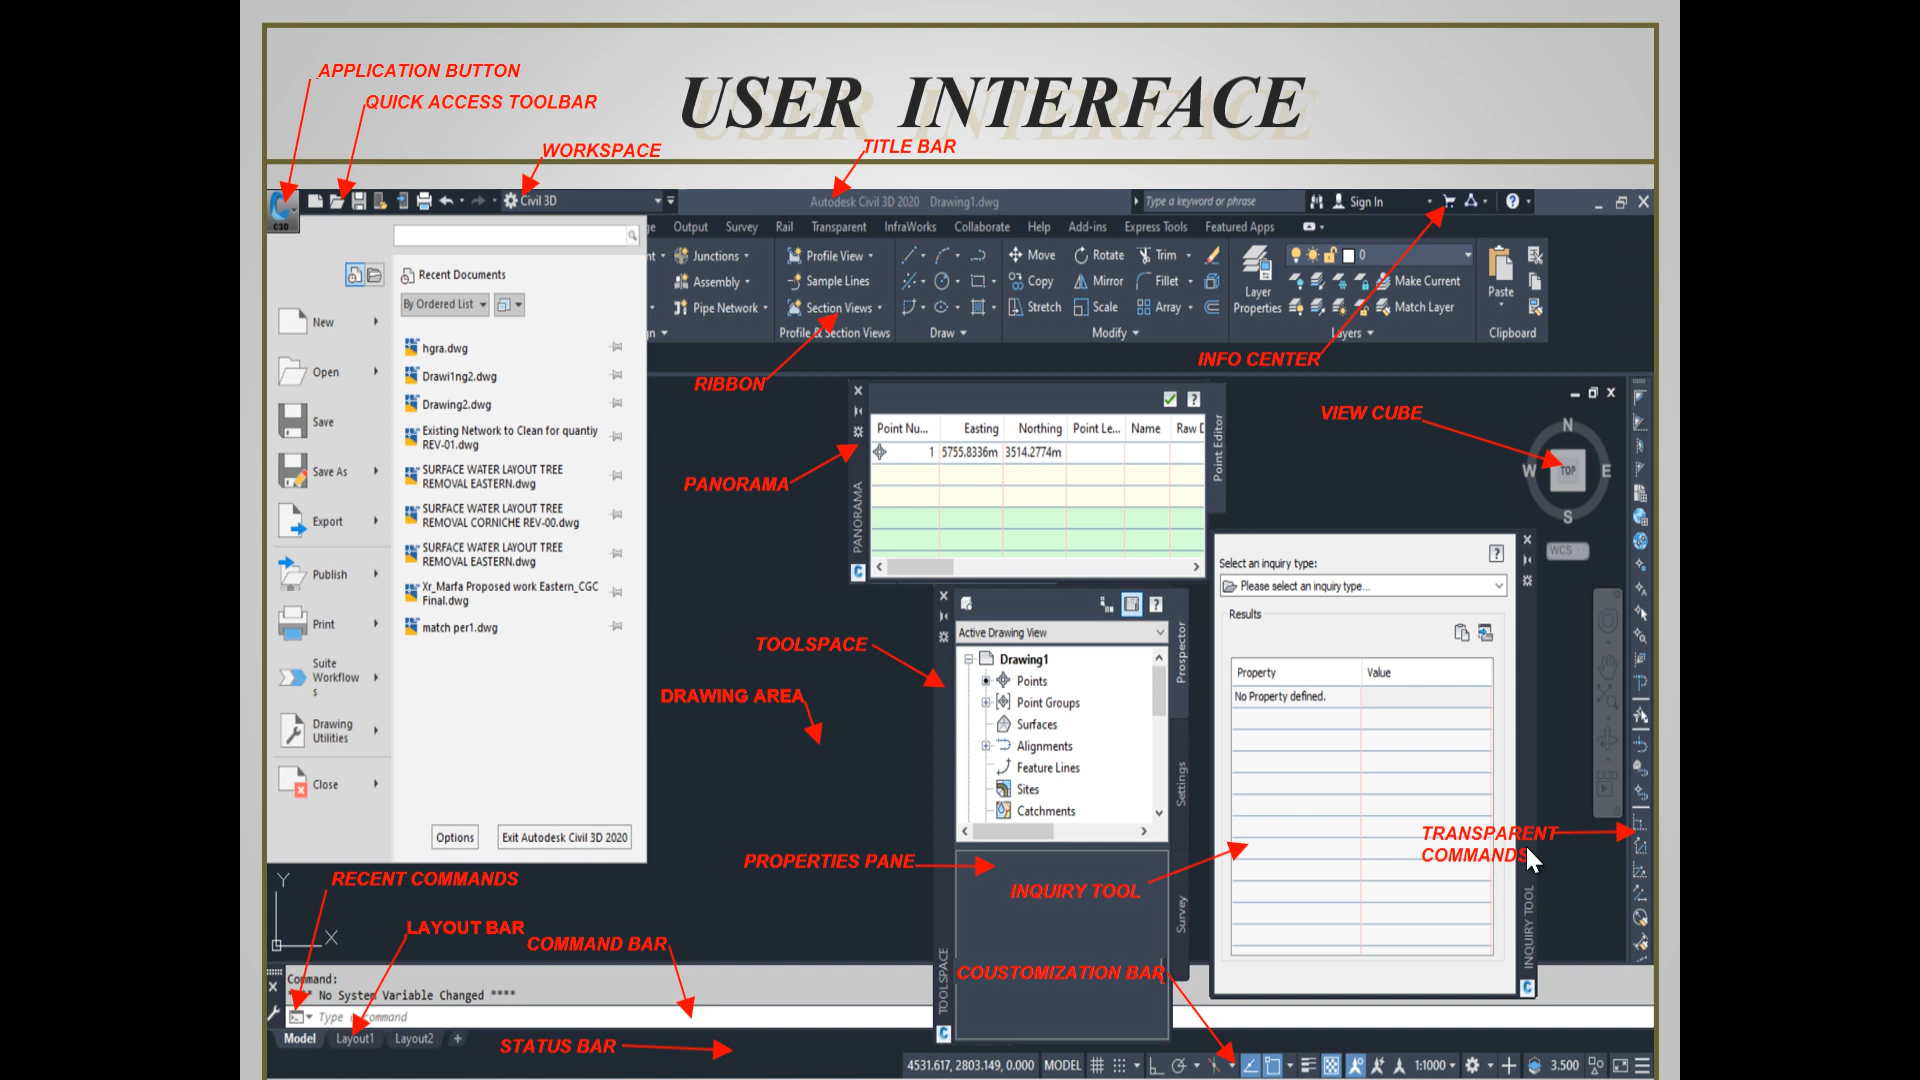 APPLICATION BUTTON
QUICK ACCESS TOOLBAR
USER INTERFACE
WORKSPACE
TITLE BAR
C3D
Civil 3D
Autodesk Civil 3D 2020 Drawing1.dwg
Type a keyword or phrase
Sign In
Output Survey Rail Transparent InfraWorks Collaborate Help Add-ins Express Tools Featured Apps
Junctions
Profile View
Move
Rotate
Trim
0
Assembly
Sample Lines
Copy
Mirror
Fillet
Make Current
Pipe Network
Section Views
Stretch
Scale
Array
Layer
Properties
Match Layer
Paste
Profile & Section Views
Draw
Modify
Layers
Clipboard
Recent Documents
By Ordered List
New
Open
Save
Save As
Export
Publish
Print
Suite
Workflow
s
Drawing
Utilities
Close
hgra.dwg
Drawi1ng2.dwg
Drawing2.dwg
Existing Network to Clean for quantiy
REV-01.dwg
SURFACE WATER LAYOUT TREE
REMOVAL EASTERN.dwg
SURFACE WATER LAYOUT TREE
REMOVAL CORNICHE REV-00.dwg
SURFACE WATER LAYOUT TREE
REMOVAL EASTERN.dwg
Xr_Marfa Proposed work Eastern_CGC
Final.dwg
match per1.dwg
Options
Exit Autodesk Civil 3D 2020
RIBBON
INFO CENTER
VIEW CUBE
PANORAMA
Point Nu... Easting Northing Point Le... Name Raw D
1 5755.8336m 3514.2774m
Point Editor
PANORAMA
N
W TOP E
S
WCS
TOOLSPACE
DRAWING AREA
Active Drawing View
Drawing1
Points
Point Groups
Surfaces
Alignments
Feature Lines
Sites
Catchments
Prospector
Settings
Survey
TOOLSPACE
Select an inquiry type:
Please select an inquiry type...
Results
Property Value
No Property defined.
INQUIRY TOOL
TRANSPARENT
COMMANDS
PROPERTIES PANE
INQUIRY TOOL
RECENT COMMANDS
LAYOUT BAR
COMMAND BAR
COUSTOMIZATION BAR
Y
X
Command:
**** No System Variable Changed ****
Type a command
Model Layout1 Layout2 +
STATUS BAR
4531.617, 2803.149, 0.000 MODEL 1:1000 3.500